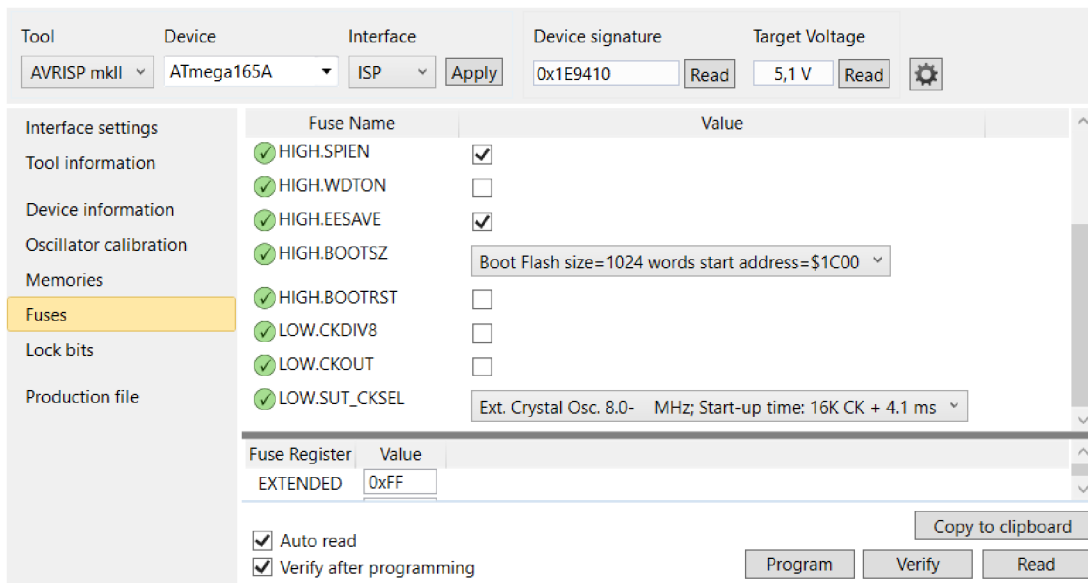 Tool Device Interface Device signature Target Voltage
AVRISP mkII ATmega165A ISP Apply 0x1E9410 Read 5,1 V Read
Interface settings
Tool information
Device information
Oscillator calibration
Memories
Fuses
Lock bits
Production file
Fuse Name Value
HIGH.SPIEN
HIGH.WDTON
HIGH.EESAVE
HIGH.BOOTSZ Boot Flash size=1024 words start address=$1C00
HIGH.BOOTRST
LOW.CKDIV8
LOW.CKOUT
LOW.SUT_CKSEL Ext. Crystal Osc. 8.0- MHz; Start-up time: 16K CK + 4.1 ms
Fuse Register Value
EXTENDED 0xFF
Copy to clipboard
Auto read
Verify after programming
Program Verify Read